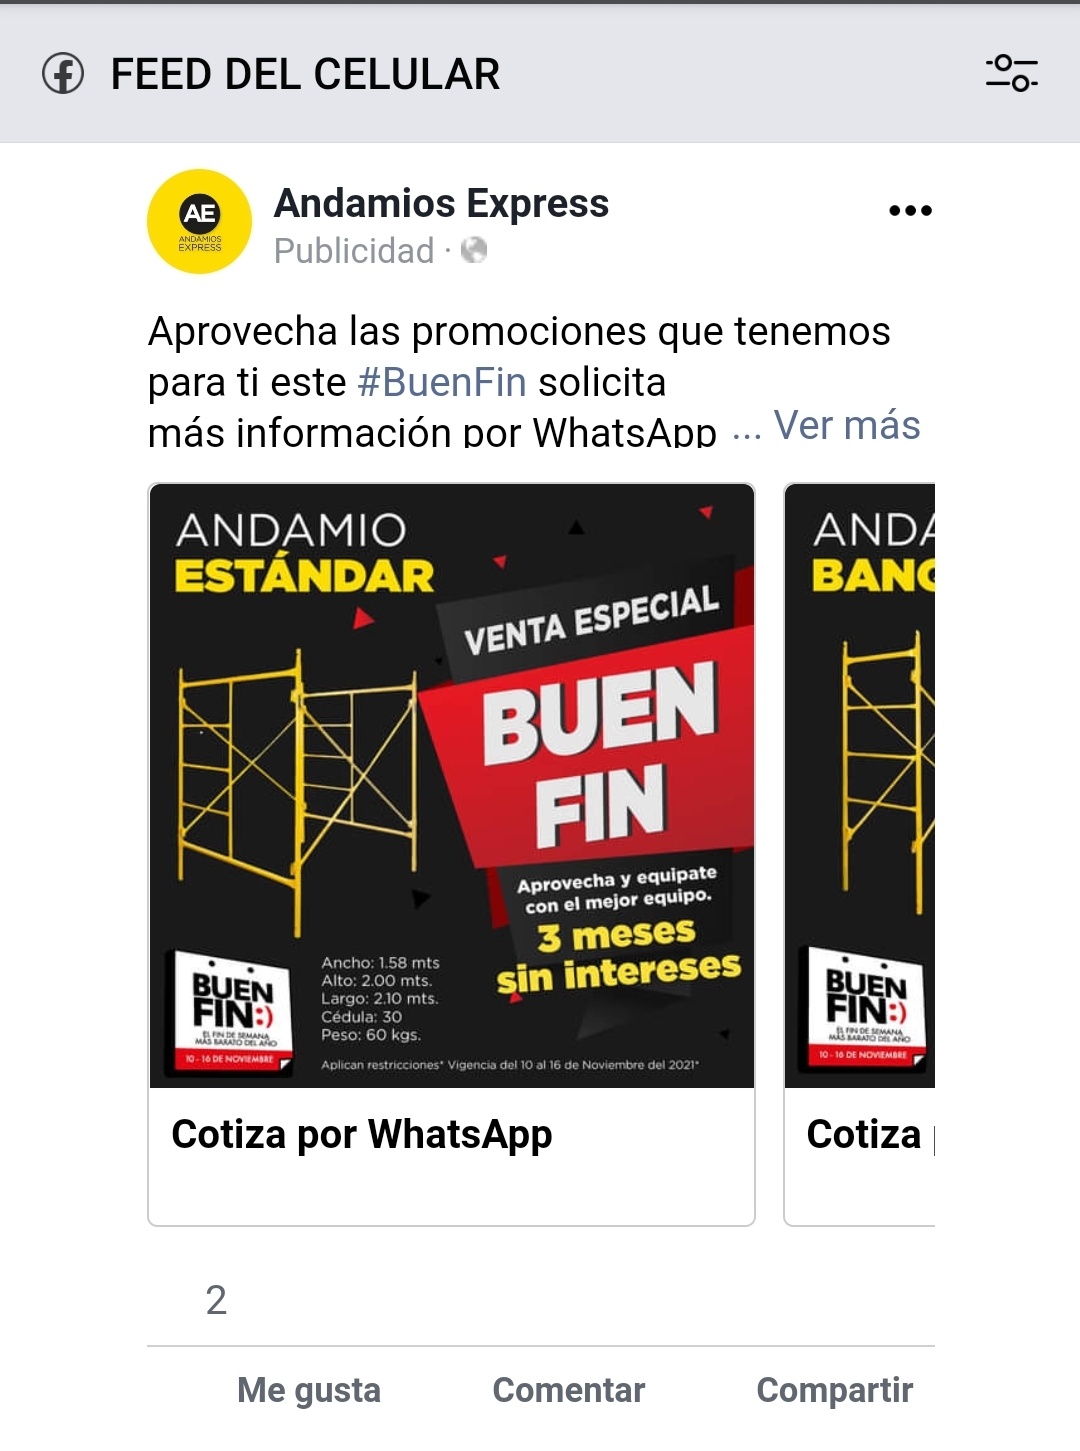 FEED DEL CELULAR
AE
ANDAMIOS
EXPRESS
Andamios Express
Publicidad ·
Aprovecha las promociones que tenemos
para ti este #BuenFin solicita
más información por WhatsApp ... Ver más
ANDAMIO
ESTÁNDAR
VENTA ESPECIAL
BUEN
FIN
Aprovecha y equipate
con el mejor equipo.
3 meses
sin intereses
BUEN
FIN:)
EL FIN DE SEMANA
MÁS BARATO DEL AÑO
10 - 16 DE NOVIEMBRE
Ancho: 1.58 mts
Alto: 2.00 mts.
Largo: 2.10 mts.
Cédula: 30
Peso: 60 kgs.
Aplican restricciones* Vigencia del 10 al 16 de Noviembre del 2021*
Cotiza por WhatsApp
ANDA
BANQ
BUEN
FIN:)
EL FIN DE SEMANA
MÁS BARATO DEL AÑO
10 - 16 DE NOVIEMBRE
Cotiza
2
Me gusta
Comentar
Compartir